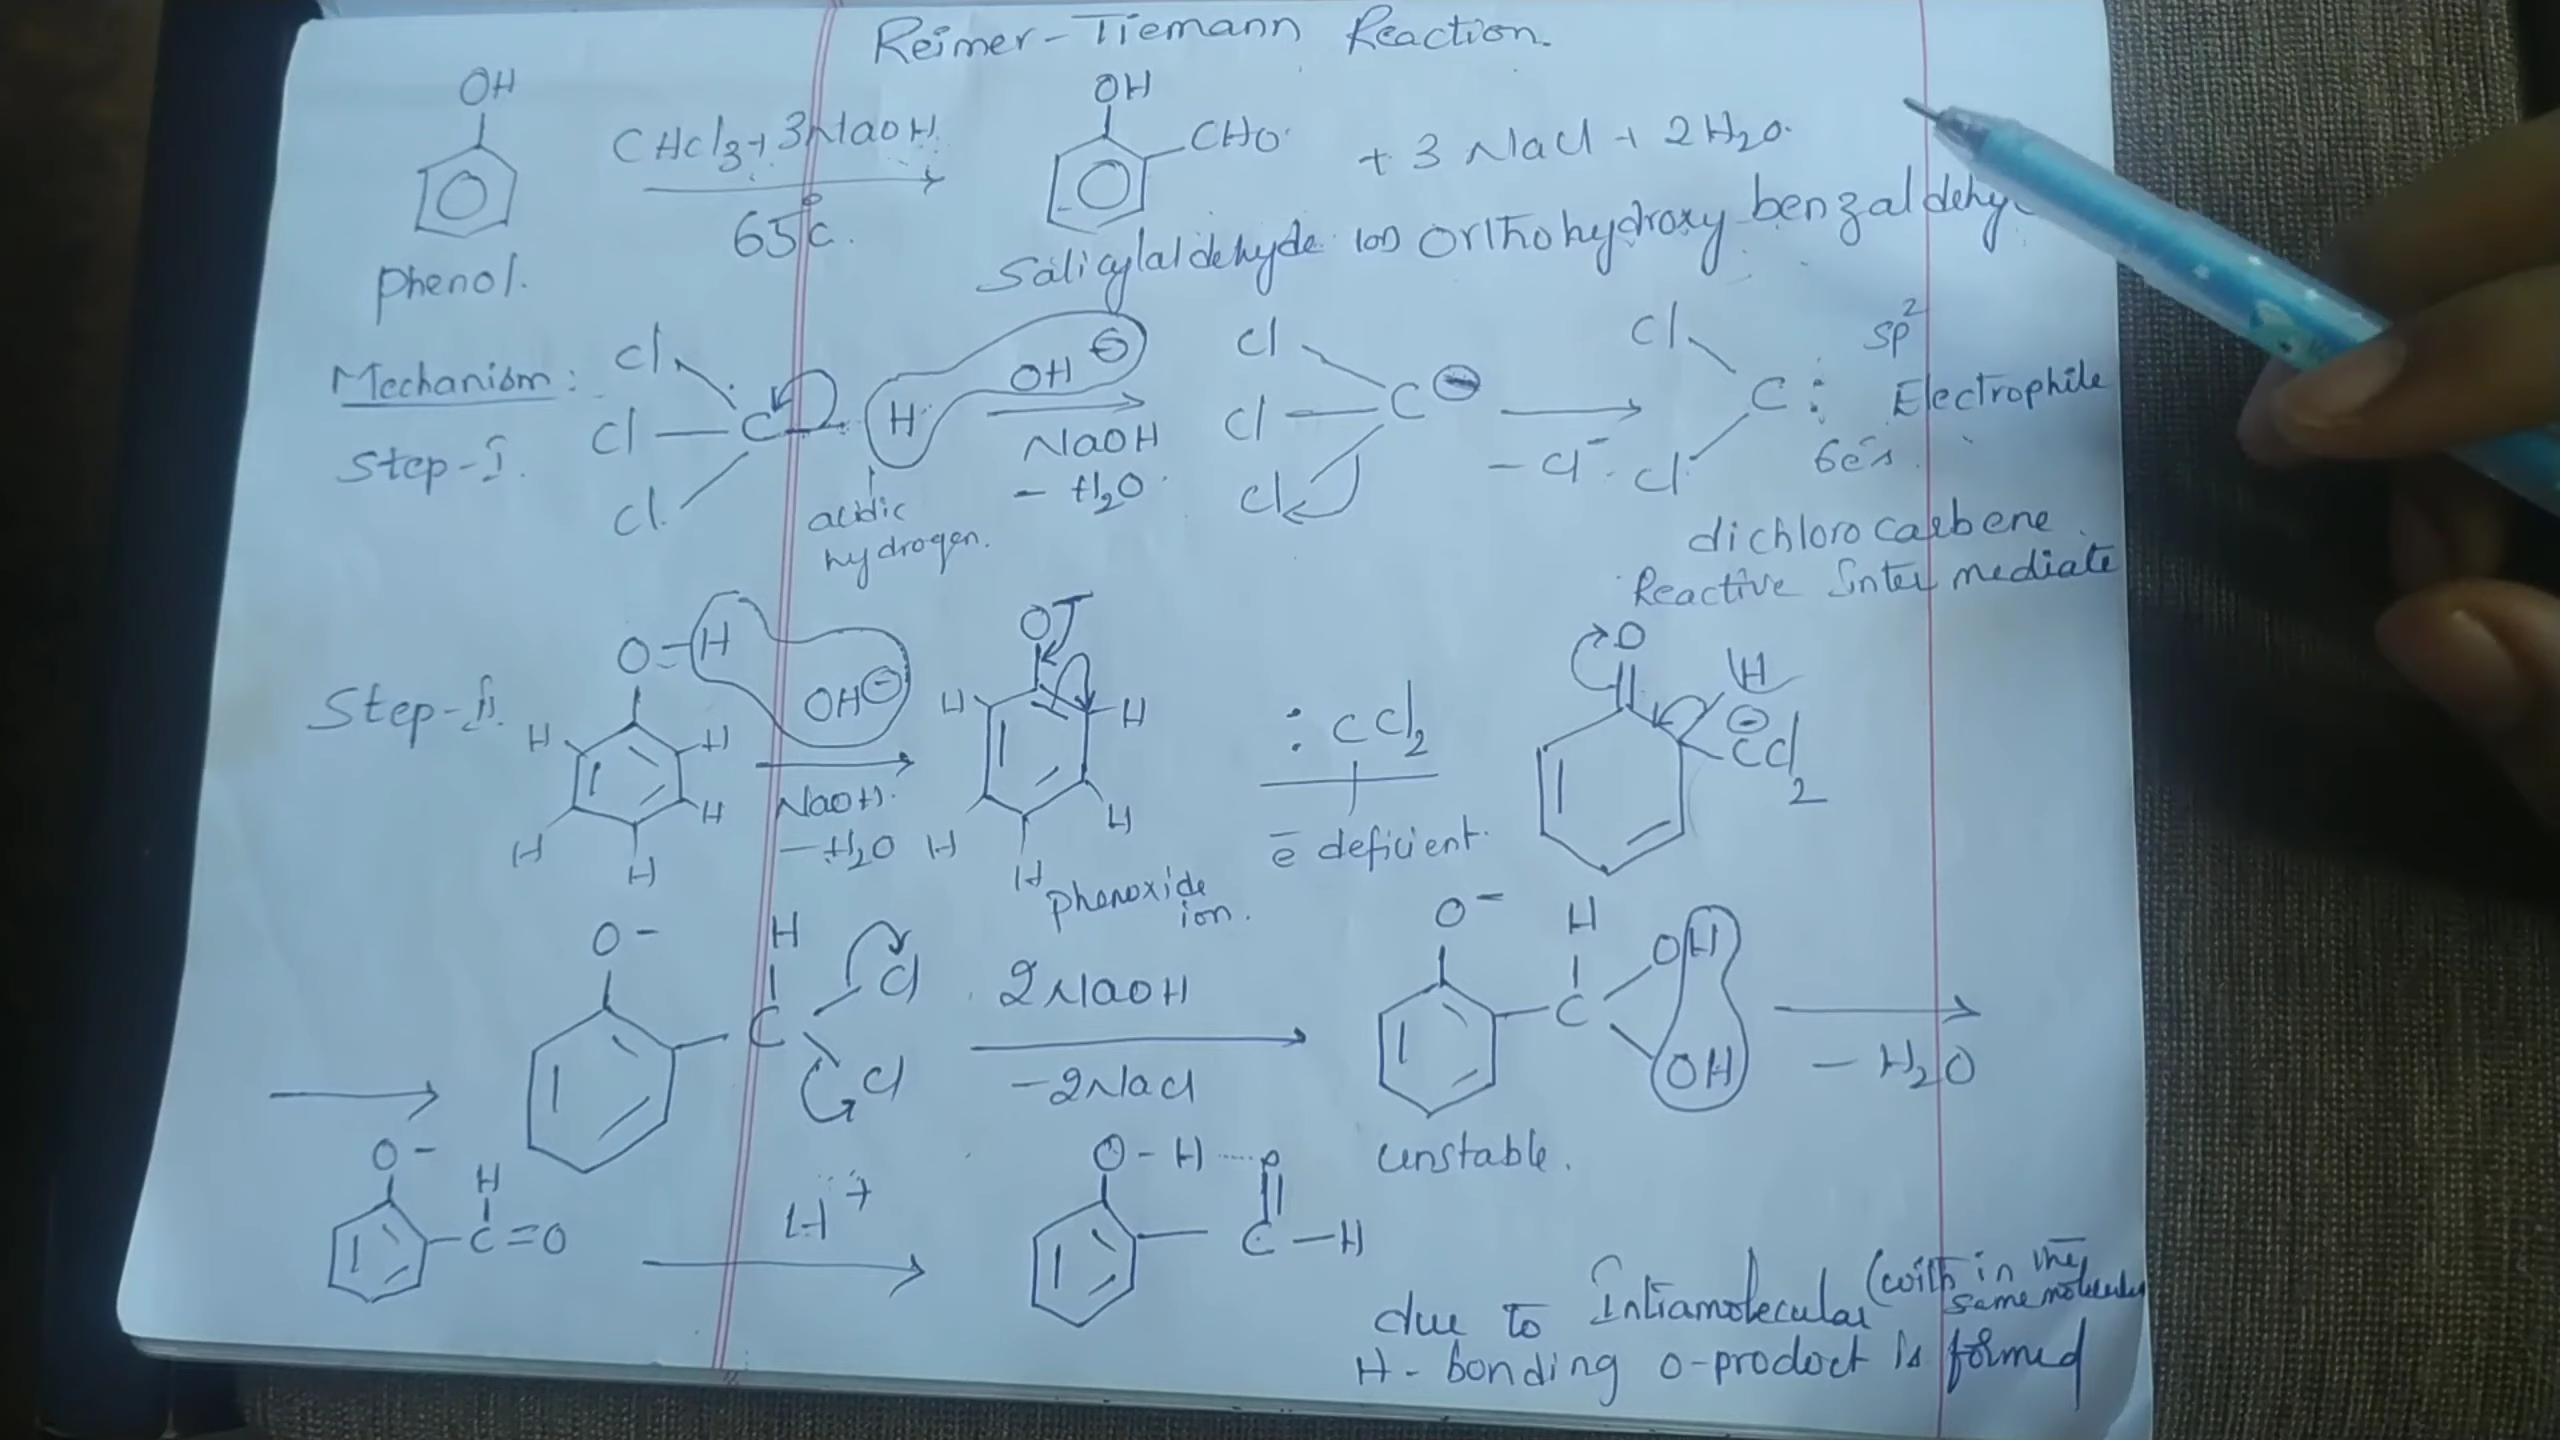 Reimer-Tiemann Reaction.
OH
OH
CHCl3 + 3NaOH
CHO
+ 3 NaCl + 2H2O.
65°C.
Phenol.
Salicylaldehyde (or) Orthohydroxy benzaldehy
Mechanism:
Step-I.
Cl
Cl
Cl
C
H
OH⊖
NaOH
- H2O
acidic
hydrogen.
Cl
Cl
Cl
C⊖
- Cl-
Cl
Cl
C:
sp2
Electrophile
6e-s
dichloro carbene
Reactive Intermediate
Step-II.
O-H
OH⊖
H
H
H
H
H
NaOH.
- H2O
O
H
H
H
H
H
phenoxide
ion.
:CCl2
e- deficient.
O
H
⊖
CCl2
O-
H
C
Cl
Cl
2NaOH
-2NaCl
O-
H
C
OH
OH
- H2O
unstable.
O-
H
C=O
H+
O-H.....O
C-H
due to Intramolecular (with in the
same molecule
H-bonding o-product is formed